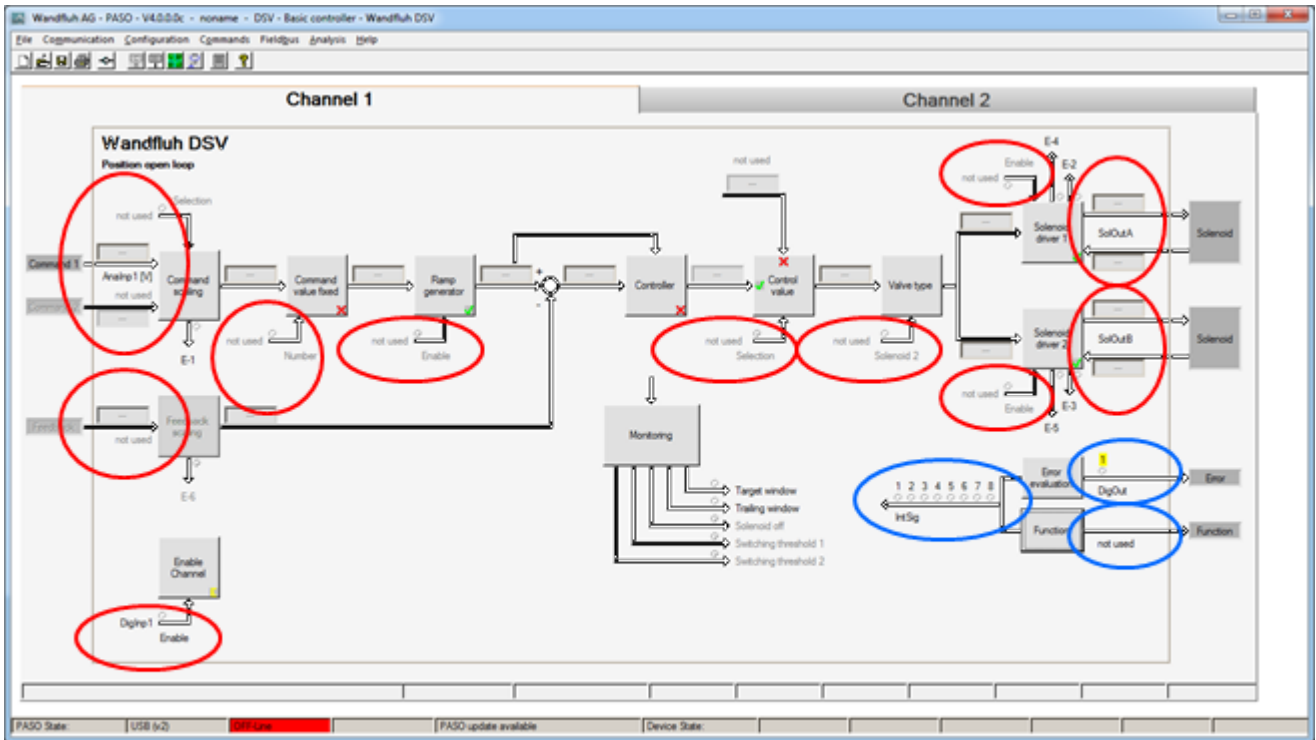 Wandfluh AG - PASO - V4.0.0.0c - noname - DSV - Basic controller - Wandfluh DSV
File Communication Configuration Commands Fieldbus Analysis Help
Channel 1
Channel 2
Wandfluh DSV
Position open loop
not used
Selection
Command 1
AnaInp1 [V]
not used
Command
scaling
E-1
Command
value fixed
not used
Number
Ramp
generator
not used
Enable
+
-
Controller
not used
Control
value
not used
Selection
Valve type
not used
Solenoid 2
Enable
not used
E-4
E-2
Solenoid
driver 1
SolOutA
Solenoid
Solenoid
driver 2
SolOutB
Solenoid
not used
Enable
E-3
E-5
Feedback
not used
Feedback
scaling
E-6
Monitoring
Target window
Trailing window
Solenoid off
Switching threshold 1
Switching threshold 2
1 2 3 4 5 6 7 8
IntSig
Error
evaluation
DigOut
Error
Function
not used
Function
Enable
Channel
DigInp1
Enable
PASO State:
USB (v2)
OFF-Line
PASO update available
Device State: